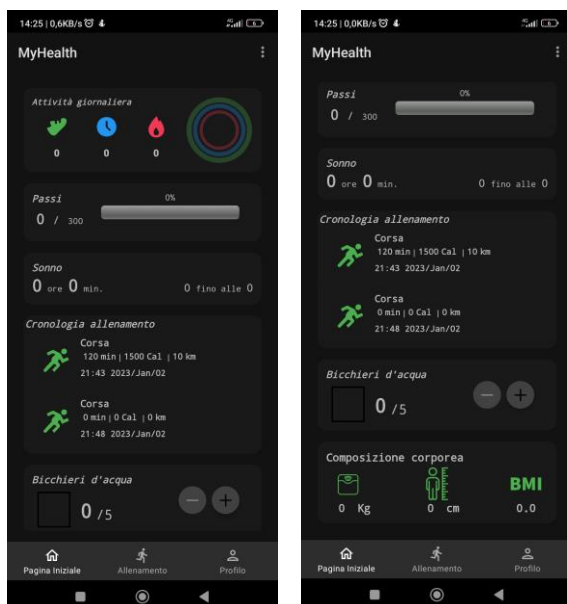 14:25 | 0,6KB/s
4G
6
MyHealth
Attività giornaliera
0 0 0
Passi
0%
0 / 300
Sonno
0 ore 0 min. 0 fino alle 0
Cronologia allenamento
Corsa
120 min | 1500 Cal | 10 km
21:43 2023/Jan/02
Corsa
0 min | 0 Cal | 0 km
21:48 2023/Jan/02
Bicchieri d'acqua
0 /5
Pagina Iniziale Allenamento Profilo
14:25 | 0,0KB/s
4G
6
MyHealth
Passi
0%
0 / 300
Sonno
0 ore 0 min. 0 fino alle 0
Cronologia allenamento
Corsa
120 min | 1500 Cal | 10 km
21:43 2023/Jan/02
Corsa
0 min | 0 Cal | 0 km
21:48 2023/Jan/02
Bicchieri d'acqua
0 /5
Composizione corporea
BMI
0 Kg 0 cm 0.0
Pagina Iniziale Allenamento Profilo